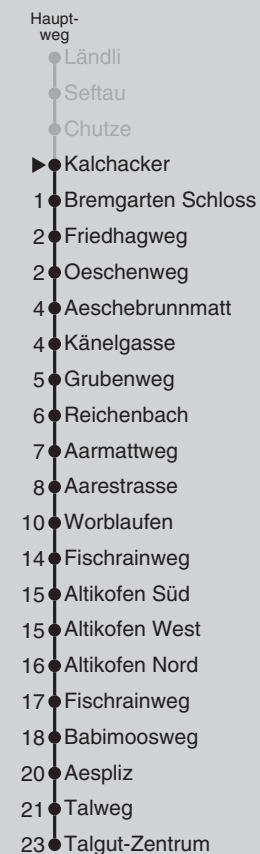 Haupt-
weg
Ländli
Seftau
Chutze
Kalchacker
1 Bremgarten Schloss
2 Friedhagweg
2 Oeschenweg
4 Aeschebrunnmatt
4 Känelgasse
5 Grubenweg
6 Reichenbach
7 Aarmattweg
8 Aarestrasse
10 Worblaufen
14 Fischrainweg
15 Altikofen Süd
15 Altikofen West
16 Altikofen Nord
17 Fischrainweg
18 Babimoosweg
20 Aespliz
21 Talweg
23 Talgut-Zentrum